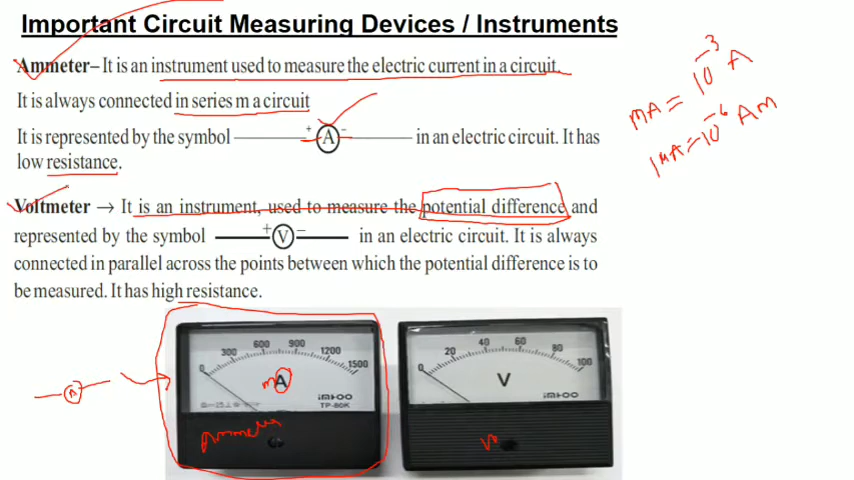 Important Circuit Measuring Devices / Instruments
Ammeter– It is an instrument used to measure the electric current in a circuit.
It is always connected in series m a circuit
It is represented by the symbol + A – in an electric circuit. It has
low resistance.
mA = 10⁻³ A
1μA = 10⁻⁶ Am
Voltmeter → It is an instrument, used to measure the potential difference and
represented by the symbol + V – in an electric circuit. It is always
connected in parallel across the points between which the potential difference is to
be measured. It has high resistance.
0 300 600 900 1200 1500
mA
TP-80K
Ammeter
A
0 20 40 60 80 100
V